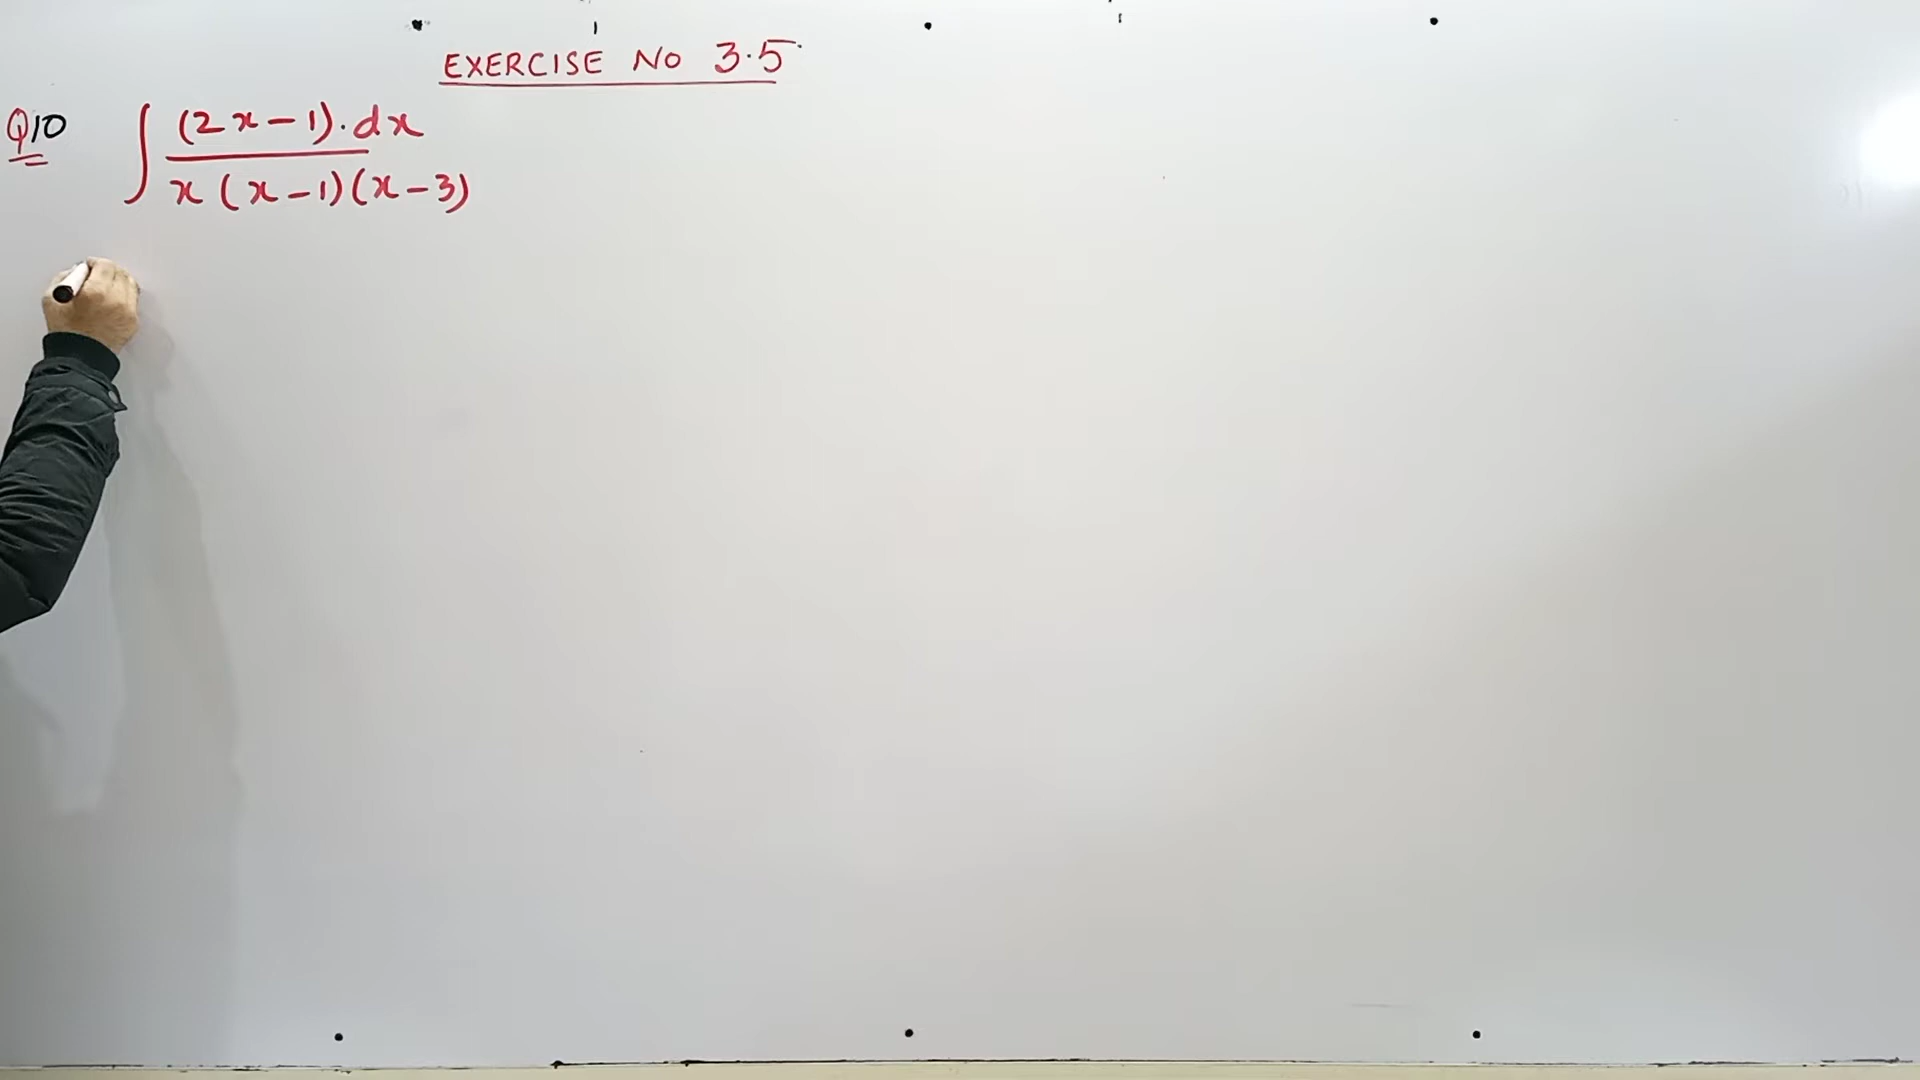 EXERCISE NO 3.5
Q10 ∫ (2x-1).dx
x(x-1)(x-3)